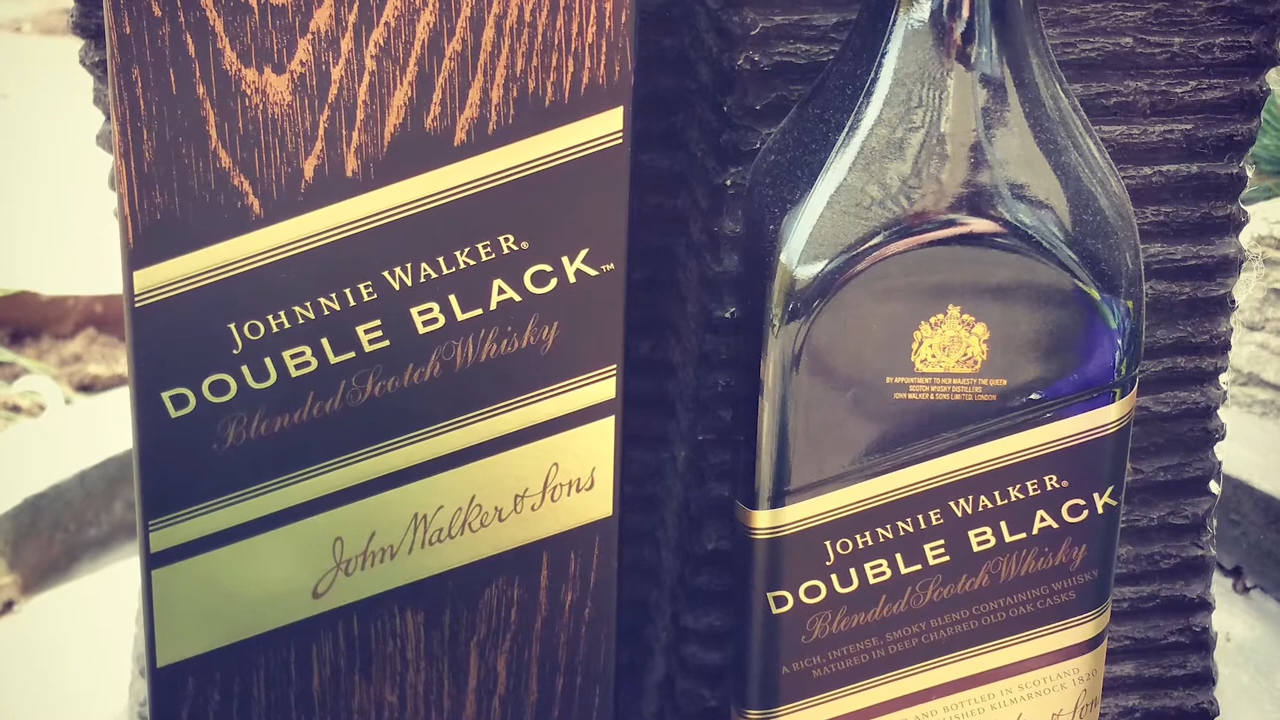 JOHNNIE WALKER®
DOUBLE BLACK™
Blended Scotch Whisky
John Walker & Sons
BY APPOINTMENT TO HER MAJESTY THE QUEEN
SCOTCH WHISKY DISTILLERS
JOHN WALKER & SONS LIMITED, LONDON
JOHNNIE WALKER®
DOUBLE BLACK
Blended Scotch Whisky
A RICH, INTENSE, SMOKY BLEND CONTAINING WHISKY
MATURED IN DEEP CHARRED OLD OAK CASKS
AND BOTTLED IN SCOTLAND
KILMARNOCK 1820